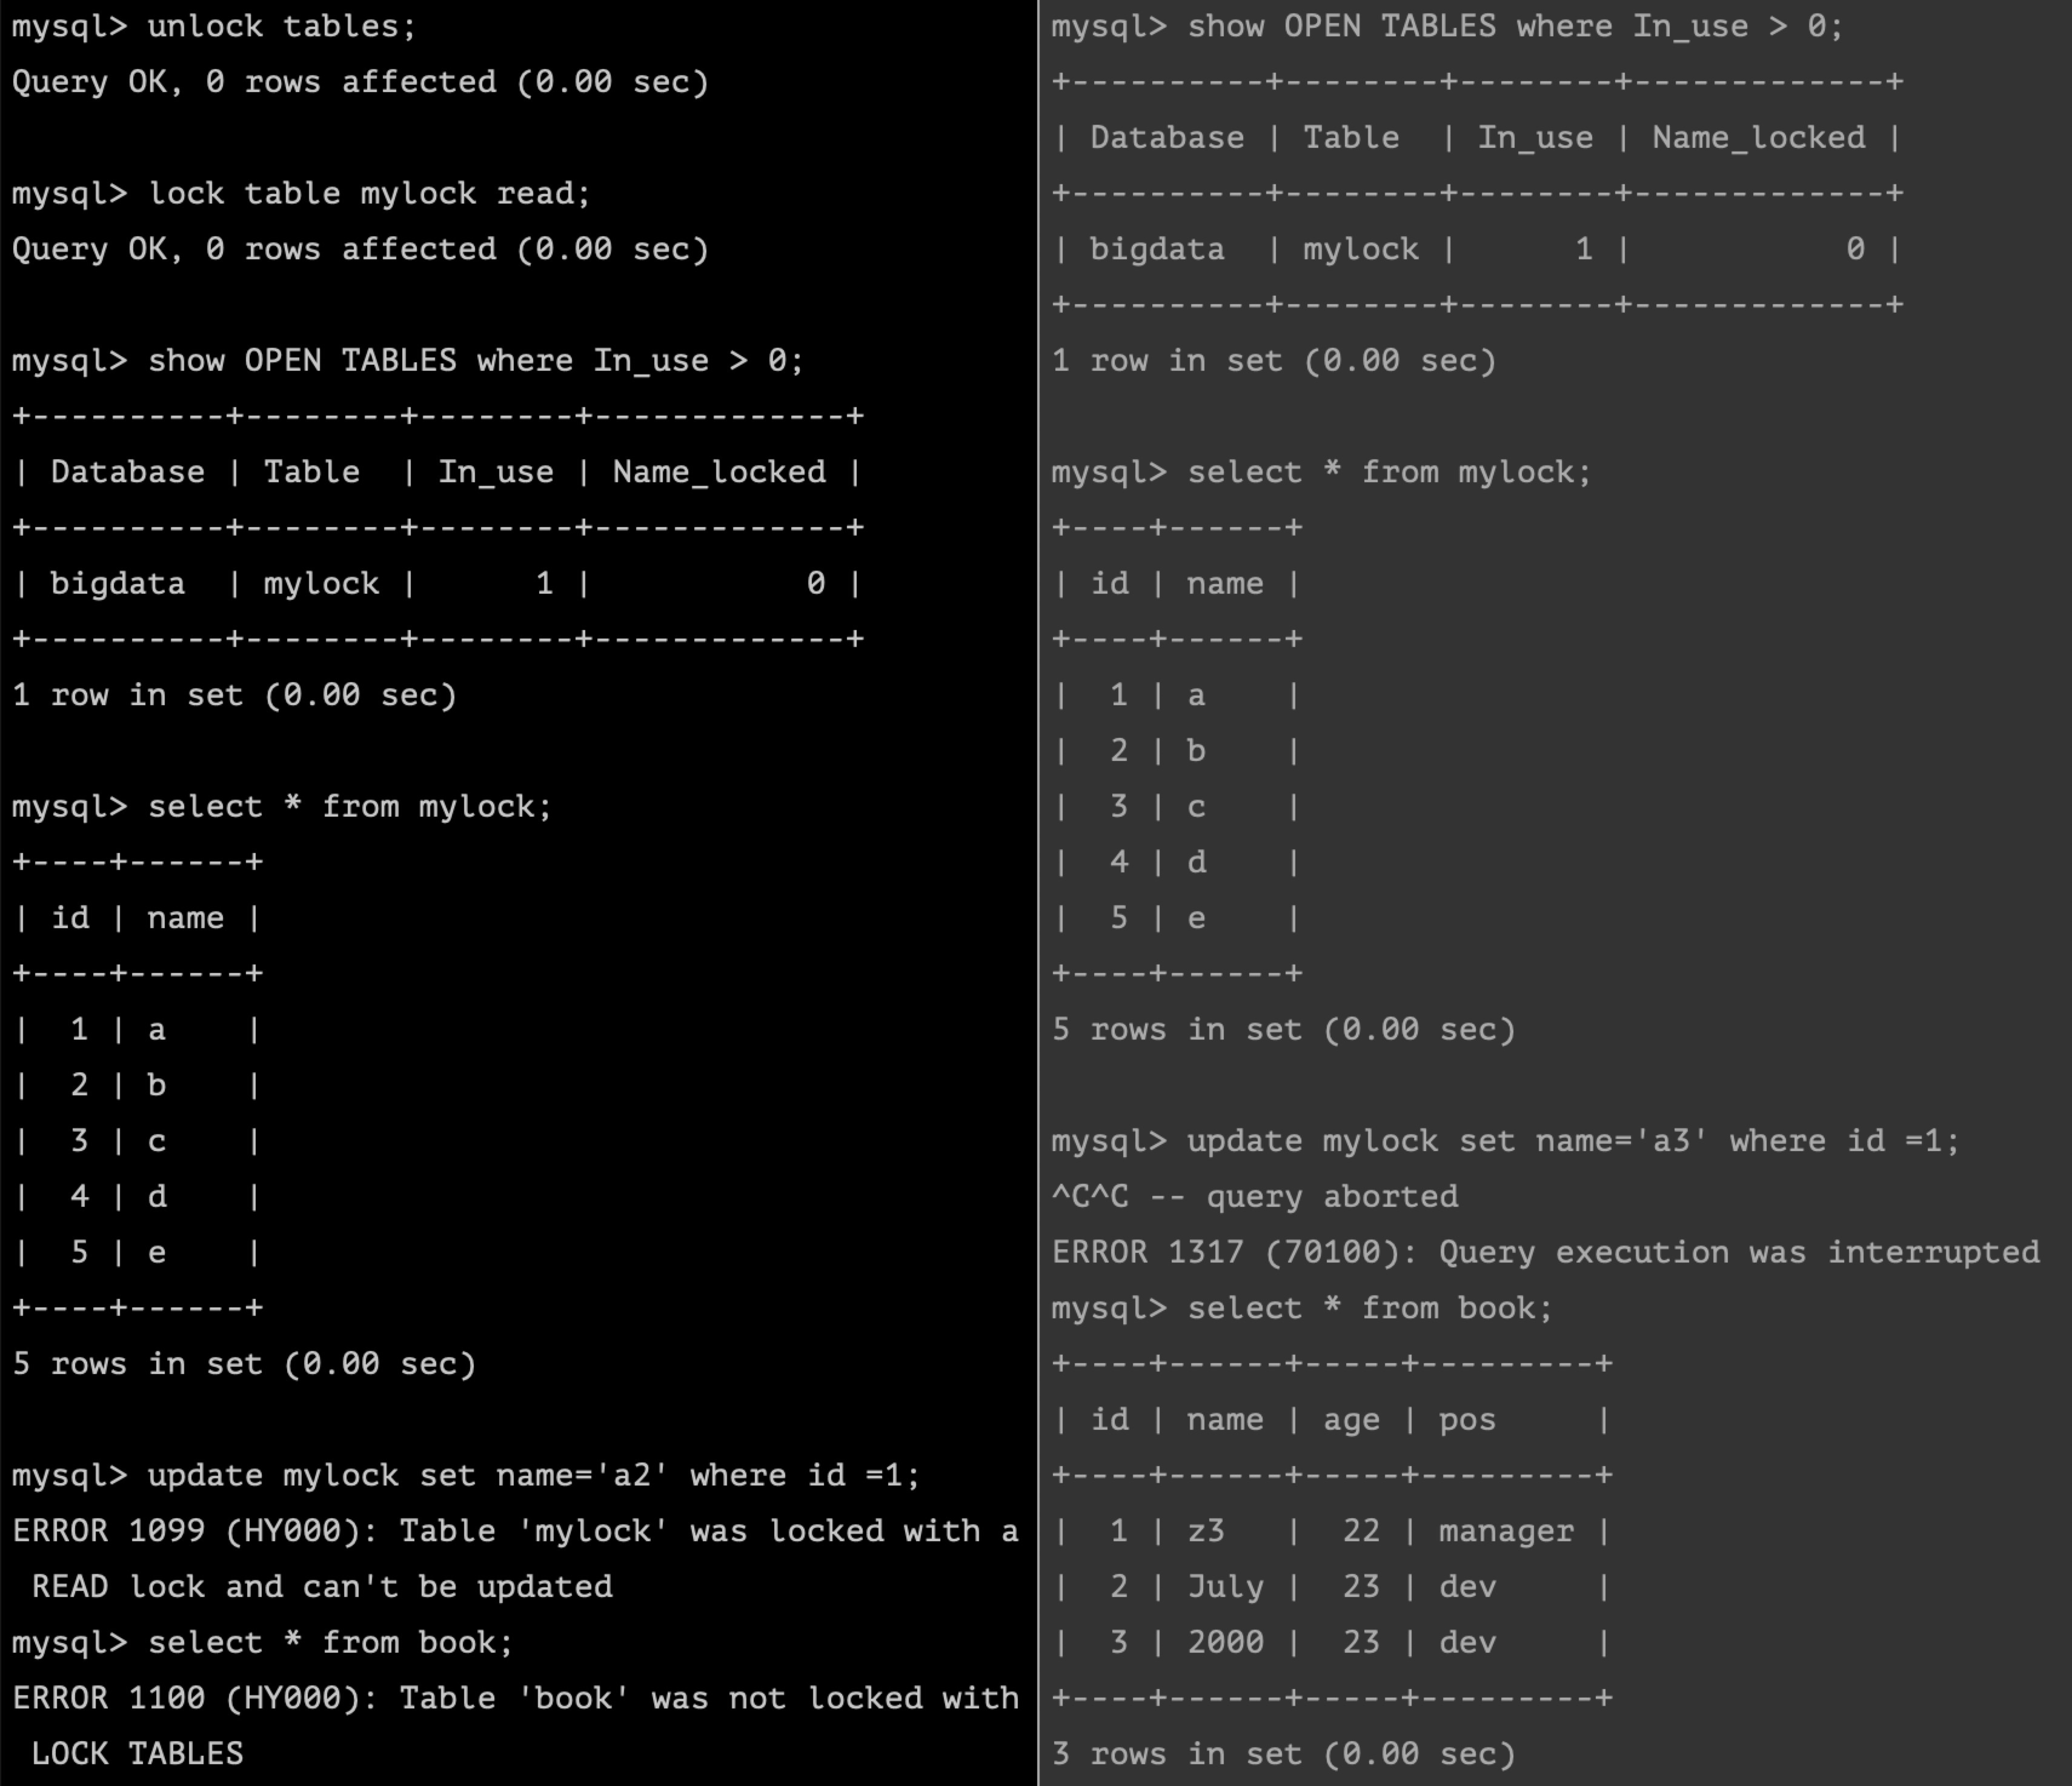 mysql> unlock tables;
Query OK, 0 rows affected (0.00 sec)
mysql> lock table mylock read;
Query OK, 0 rows affected (0.00 sec)
mysql> show OPEN TABLES where In_use > 0;
+----------+--------+--------+-------------+
| Database | Table  | In_use | Name_locked |
+----------+--------+--------+-------------+
| bigdata  | mylock |      1 |           0 |
+----------+--------+--------+-------------+
1 row in set (0.00 sec)
mysql> select * from mylock;
+----+------+
| id | name |
+----+------+
|  1 | a    |
|  2 | b    |
|  3 | c    |
|  4 | d    |
|  5 | e    |
+----+------+
5 rows in set (0.00 sec)
mysql> update mylock set name='a2' where id =1;
ERROR 1099 (HY000): Table 'mylock' was locked with a
 READ lock and can't be updated
mysql> select * from book;
ERROR 1100 (HY000): Table 'book' was not locked with
 LOCK TABLES
mysql> show OPEN TABLES where In_use > 0;
+----------+--------+--------+-------------+
| Database | Table  | In_use | Name_locked |
+----------+--------+--------+-------------+
| bigdata  | mylock |      1 |           0 |
+----------+--------+--------+-------------+
1 row in set (0.00 sec)
mysql> select * from mylock;
+----+------+
| id | name |
+----+------+
|  1 | a    |
|  2 | b    |
|  3 | c    |
|  4 | d    |
|  5 | e    |
+----+------+
5 rows in set (0.00 sec)
mysql> update mylock set name='a3' where id =1;
^C^C -- query aborted
ERROR 1317 (70100): Query execution was interrupted
mysql> select * from book;
+----+------+-----+---------+
| id | name | age | pos     |
+----+------+-----+---------+
|  1 | z3   |  22 | manager |
|  2 | July |  23 | dev     |
|  3 | 2000 |  23 | dev     |
+----+------+-----+---------+
3 rows in set (0.00 sec)